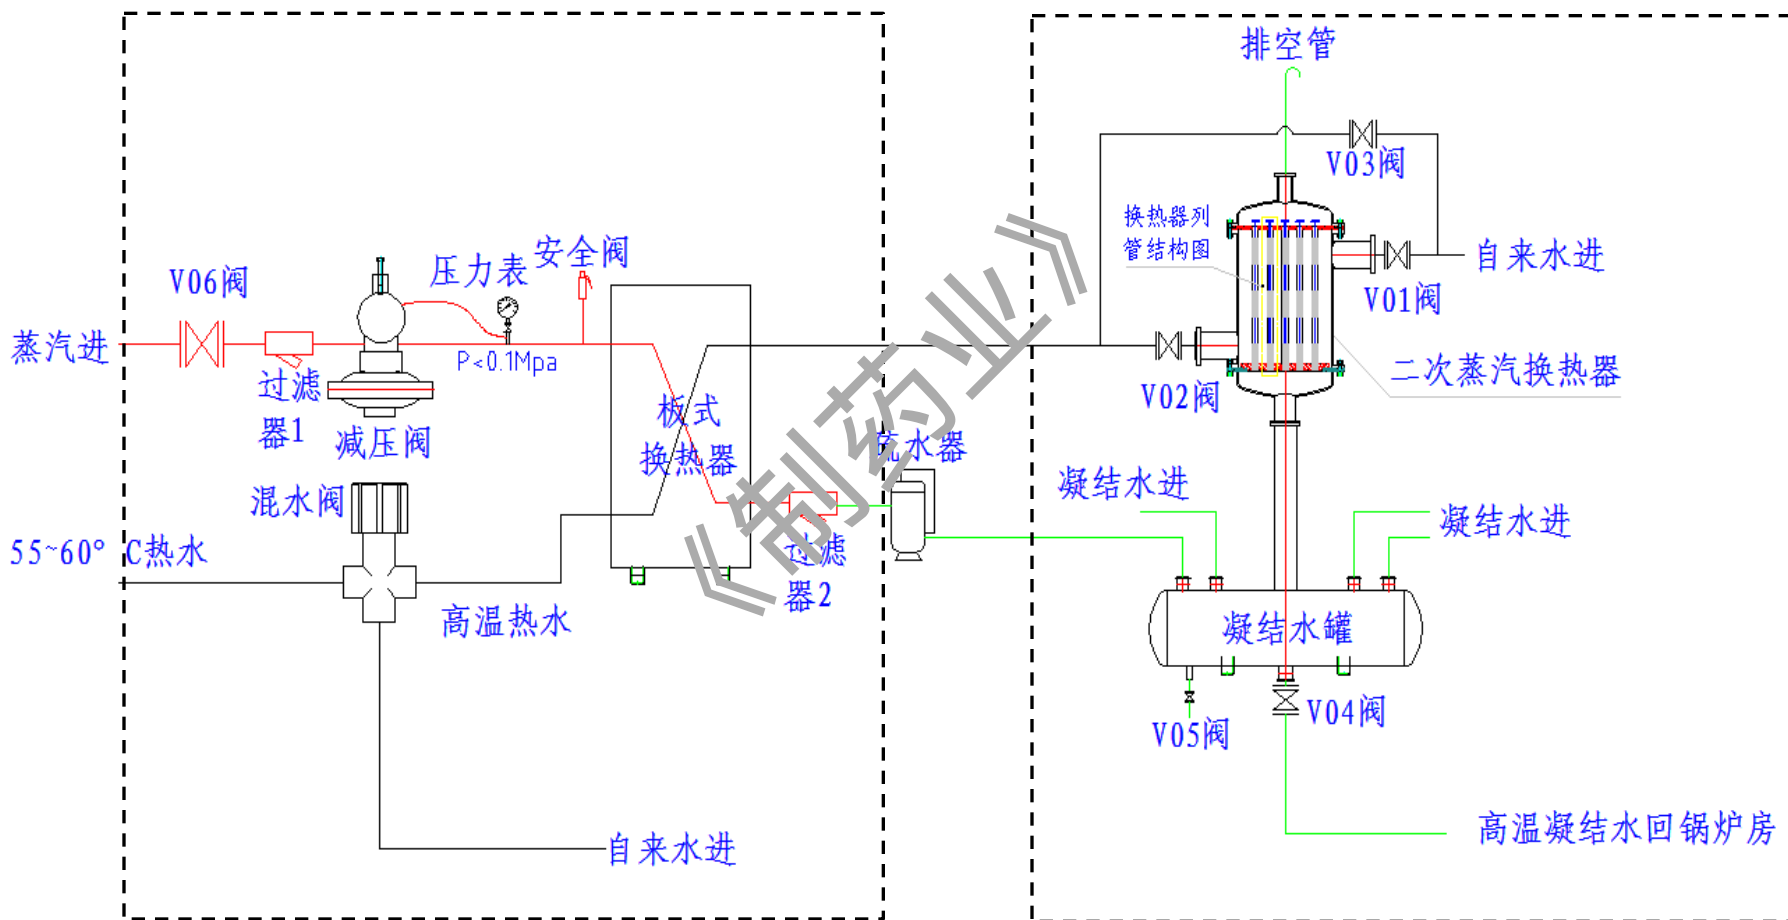 排空管
V03阀
换热器列
管结构图
自来水进
V01阀
二次蒸汽换热器
V02阀
安全阀
压力表
V06阀
蒸汽进
P<0.1Mpa
过滤
器1
减压阀
板式
换热器
疏水器
混水阀
凝结水进
凝结水进
55~60° C热水
过滤
器2
高温热水
凝结水罐
V04阀
V05阀
自来水进
高温凝结水回锅炉房
《制药业》